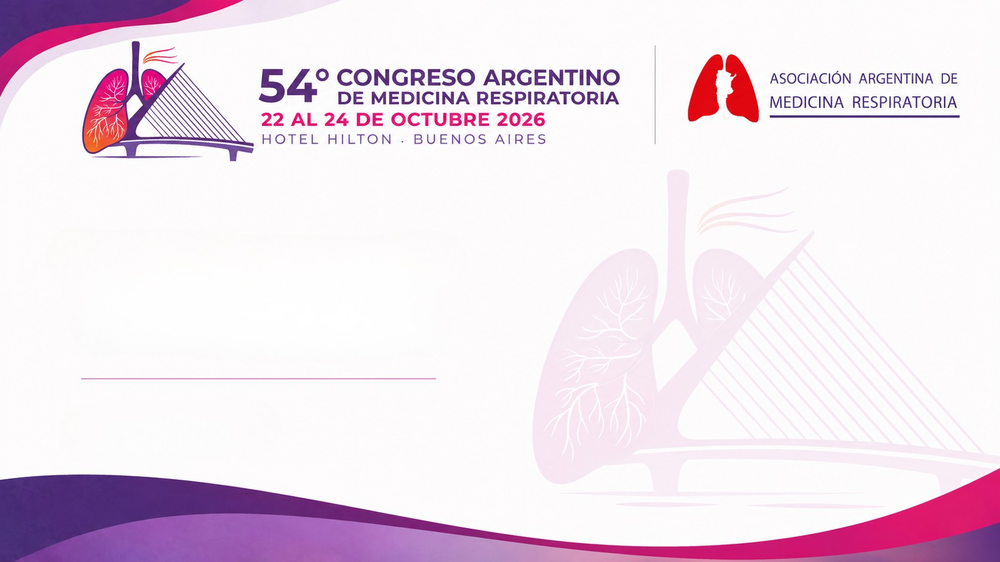 54° CONGRESO ARGENTINO
DE MEDICINA RESPIRATORIA
22 AL 24 DE OCTUBRE 2026
HOTEL HILTON · BUENOS AIRES
ASOCIACIÓN ARGENTINA DE
MEDICINA RESPIRATORIA